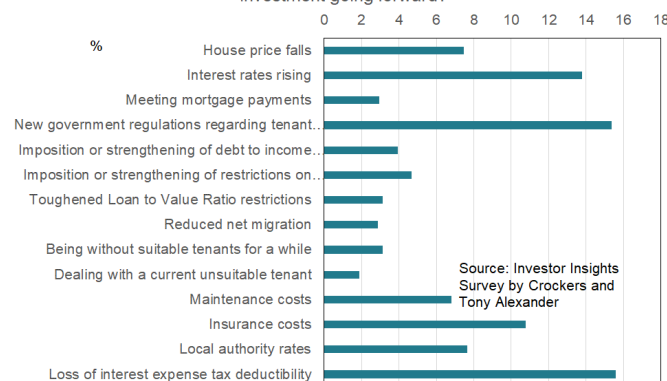 investment going forward?
0 2 4 6 8 10 12 14 16 18
%
House price falls
Interest rates rising
Meeting mortgage payments
New government regulations regarding tenant…
Imposition or strengthening of debt to income…
Imposition or strengthening of restrictions on…
Toughened Loan to Value Ratio restrictions
Reduced net migration
Being without suitable tenants for a while
Dealing with a current unsuitable tenant
Source: Investor Insights
Survey by Crockers and
Tony Alexander
Maintenance costs
Insurance costs
Local authority rates
Loss of interest expense tax deductibility